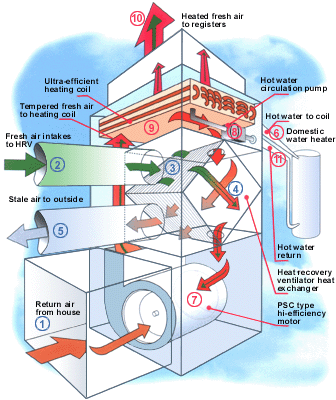 10
Heated fresh air
to registers
Ultra-efficient
heating coil
Hot water
circulation pump
Tempered fresh air
to heating coil
Hot water to coil
9
8
6
Domestic
water heater
Fresh air intakes
to HRV
11
2
3
4
Stale air to outside
5
Hot water
return
Heat recovery
ventilator heat
exchanger
Return air
from house
1
7
PSC type
hi-efficiency
motor